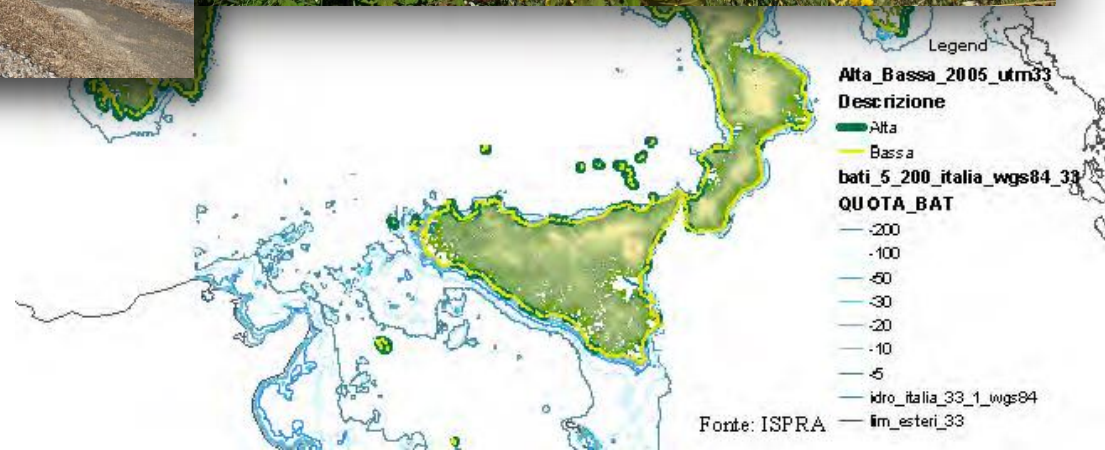 Legend
Alta_Bassa_2005_utm33
Descrizione
Alta
Bassa
bati_5_200_italia_wgs84_33
QUOTA_BAT
-200
-100
-50
-30
-20
-10
-5
idro_italia_33_1_wgs84
lim_esteri_33
Fonte: ISPRA